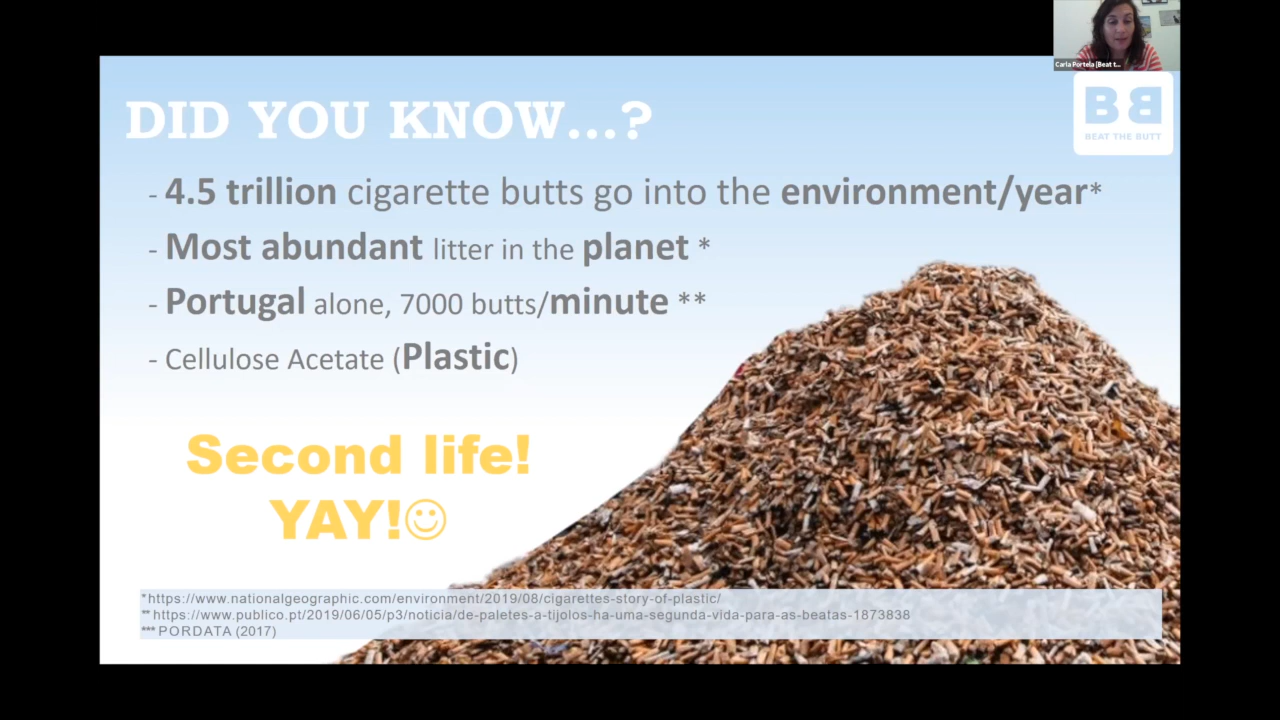 Carla Portela [Beat t...
DID YOU KNOW...?
BB
BEAT THE BUTT
- 4.5 trillion cigarette butts go into the environment/year*
- Most abundant litter in the planet *
- Portugal alone, 7000 butts/minute **
- Cellulose Acetate (Plastic)
Second life!
YAY!☺
* https://www.nationalgeographic.com/environment/2019/08/cigarettes-story-of-plastic/
** https://www.publico.pt/2019/06/05/p3/noticia/de-paletes-a-tijolos-ha-uma-segunda-vida-para-as-beatas-1873838
*** PORDATA (2017)